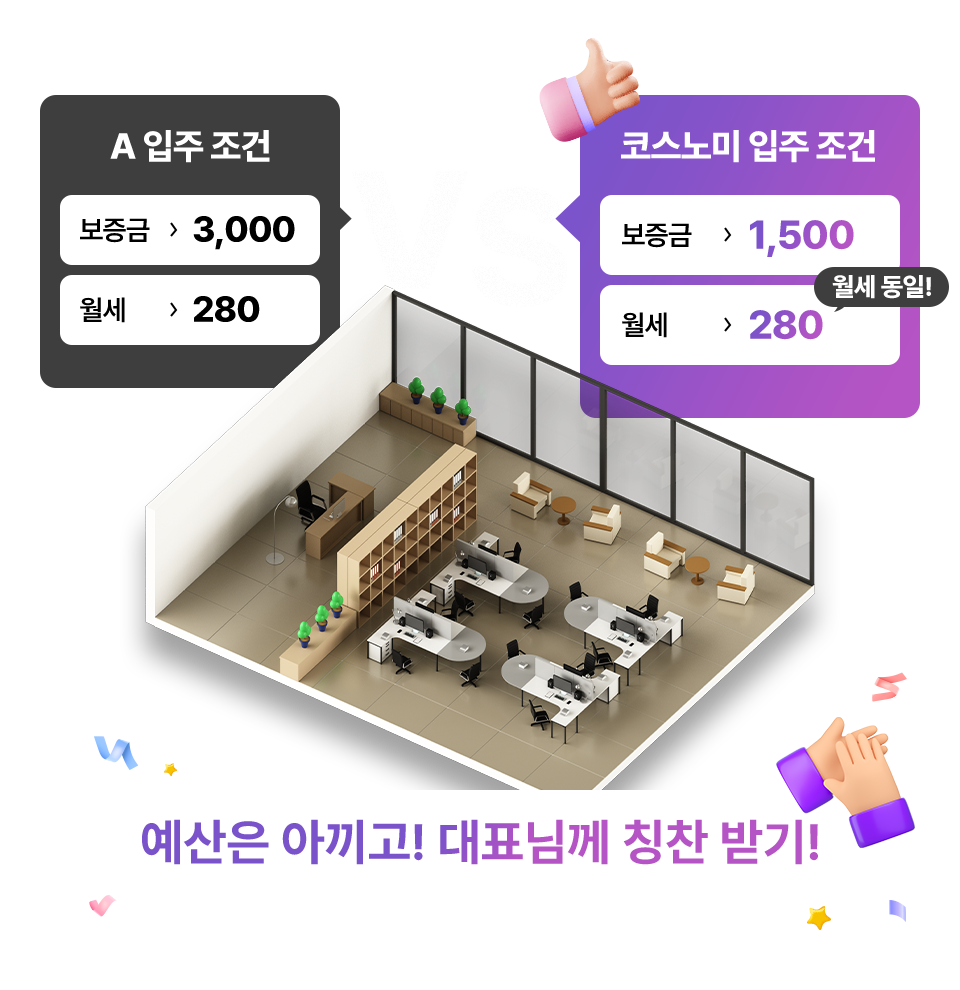 A 입주 조건
보증금 › 3,000
월세 › 280
VS
코스노미 입주 조건
보증금 › 1,500
월세 동일!
월세 › 280
예산은 아끼고! 대표님께 칭찬 받기!